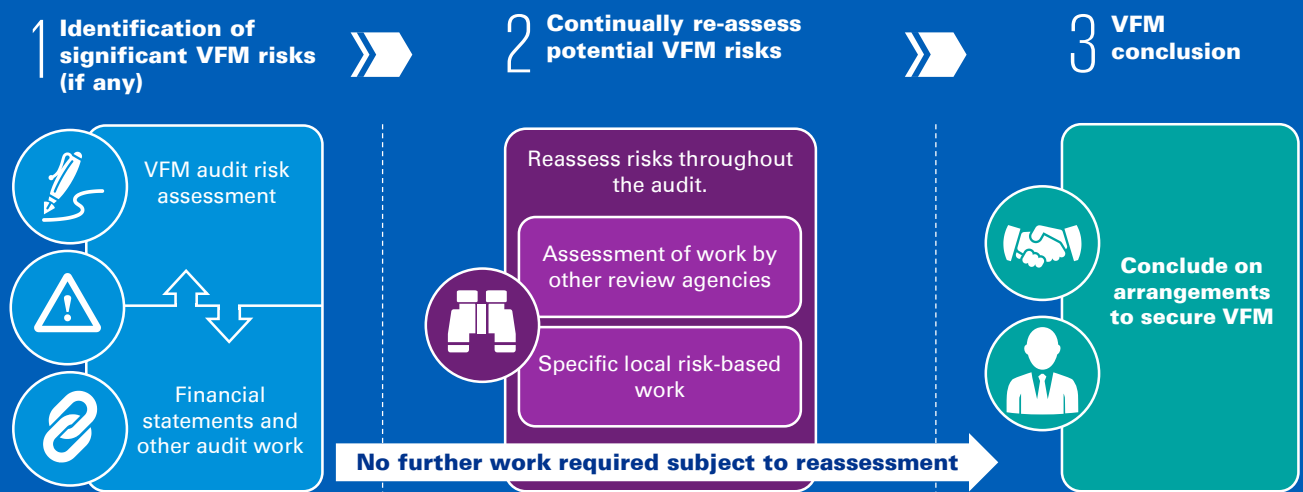 1
Identification of
significant VFM risks
(if any)
2
Continually re-assess
potential VFM risks
3
VFM
conclusion
VFM audit risk
assessment
Financial
statements and
other audit work
Reassess risks throughout
the audit.
Assessment of work by
other review agencies
Specific local risk-based
work
Conclude on
arrangements
to secure VFM
No further work required subject to reassessment